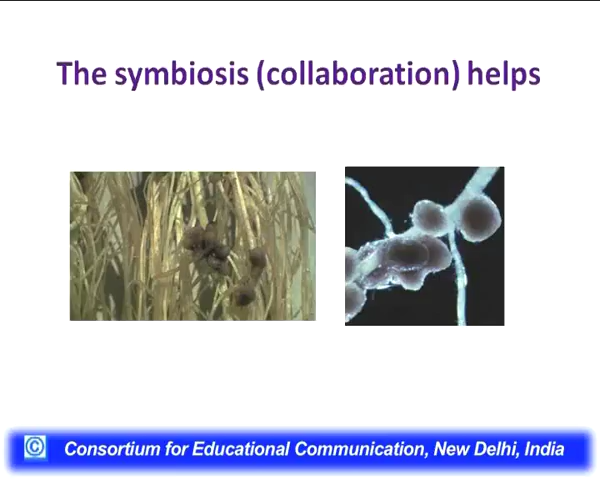 The symbiosis (collaboration) helps
© Consortium for Educational Communication, New Delhi, India